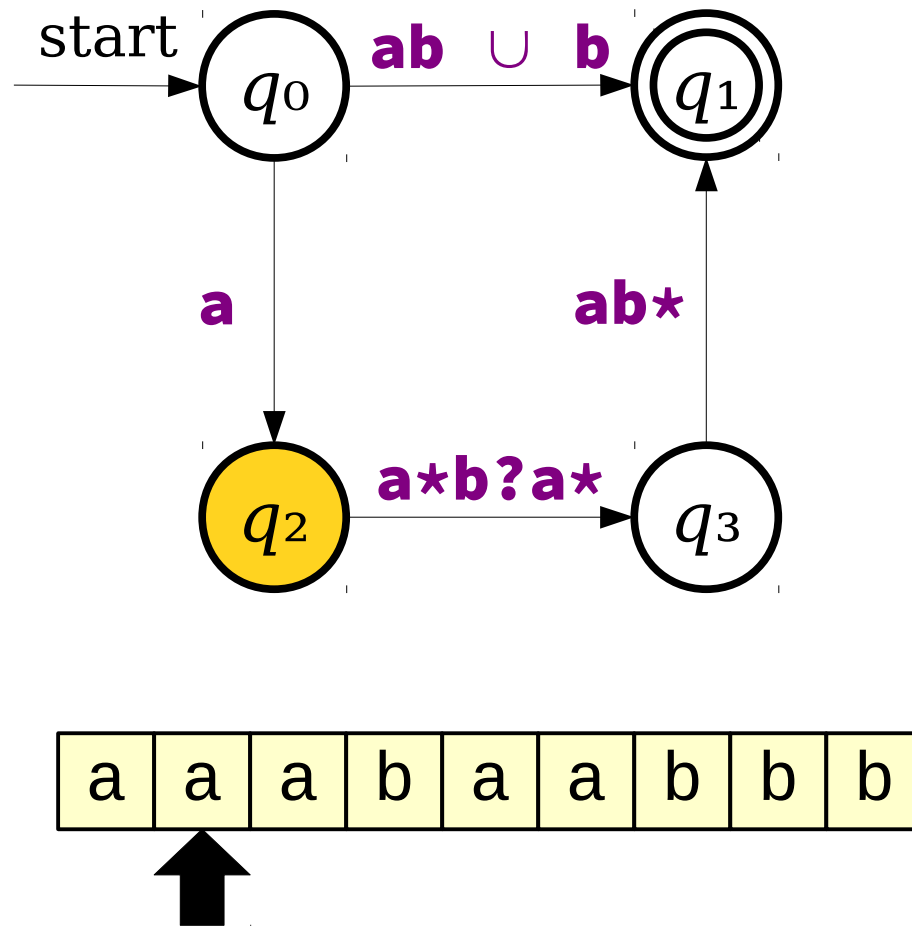 start
q₀
ab ∪ b
q₁
a
ab*
q₂
a*b?a*
q₃
a a a b a a b b b